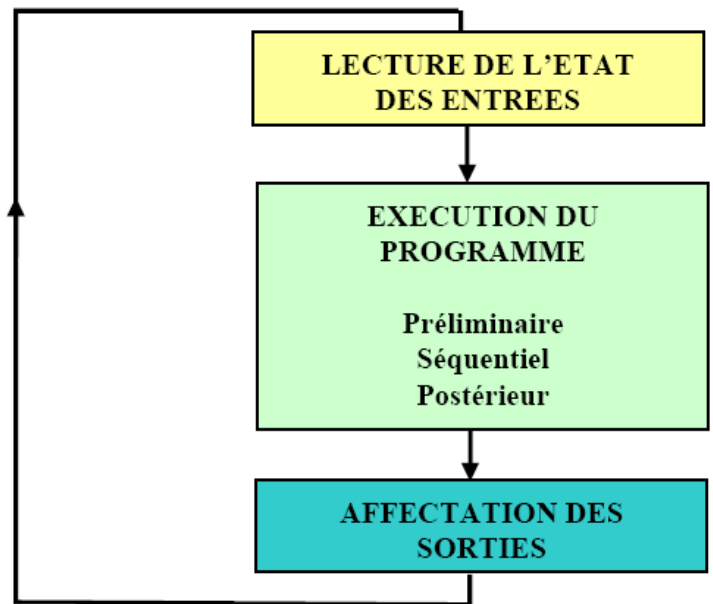 LECTURE DE L'ETAT
DES ENTREES
EXECUTION DU
PROGRAMME
Préliminaire
Séquentiel
Postérieur
AFFECTATION DES
SORTIES